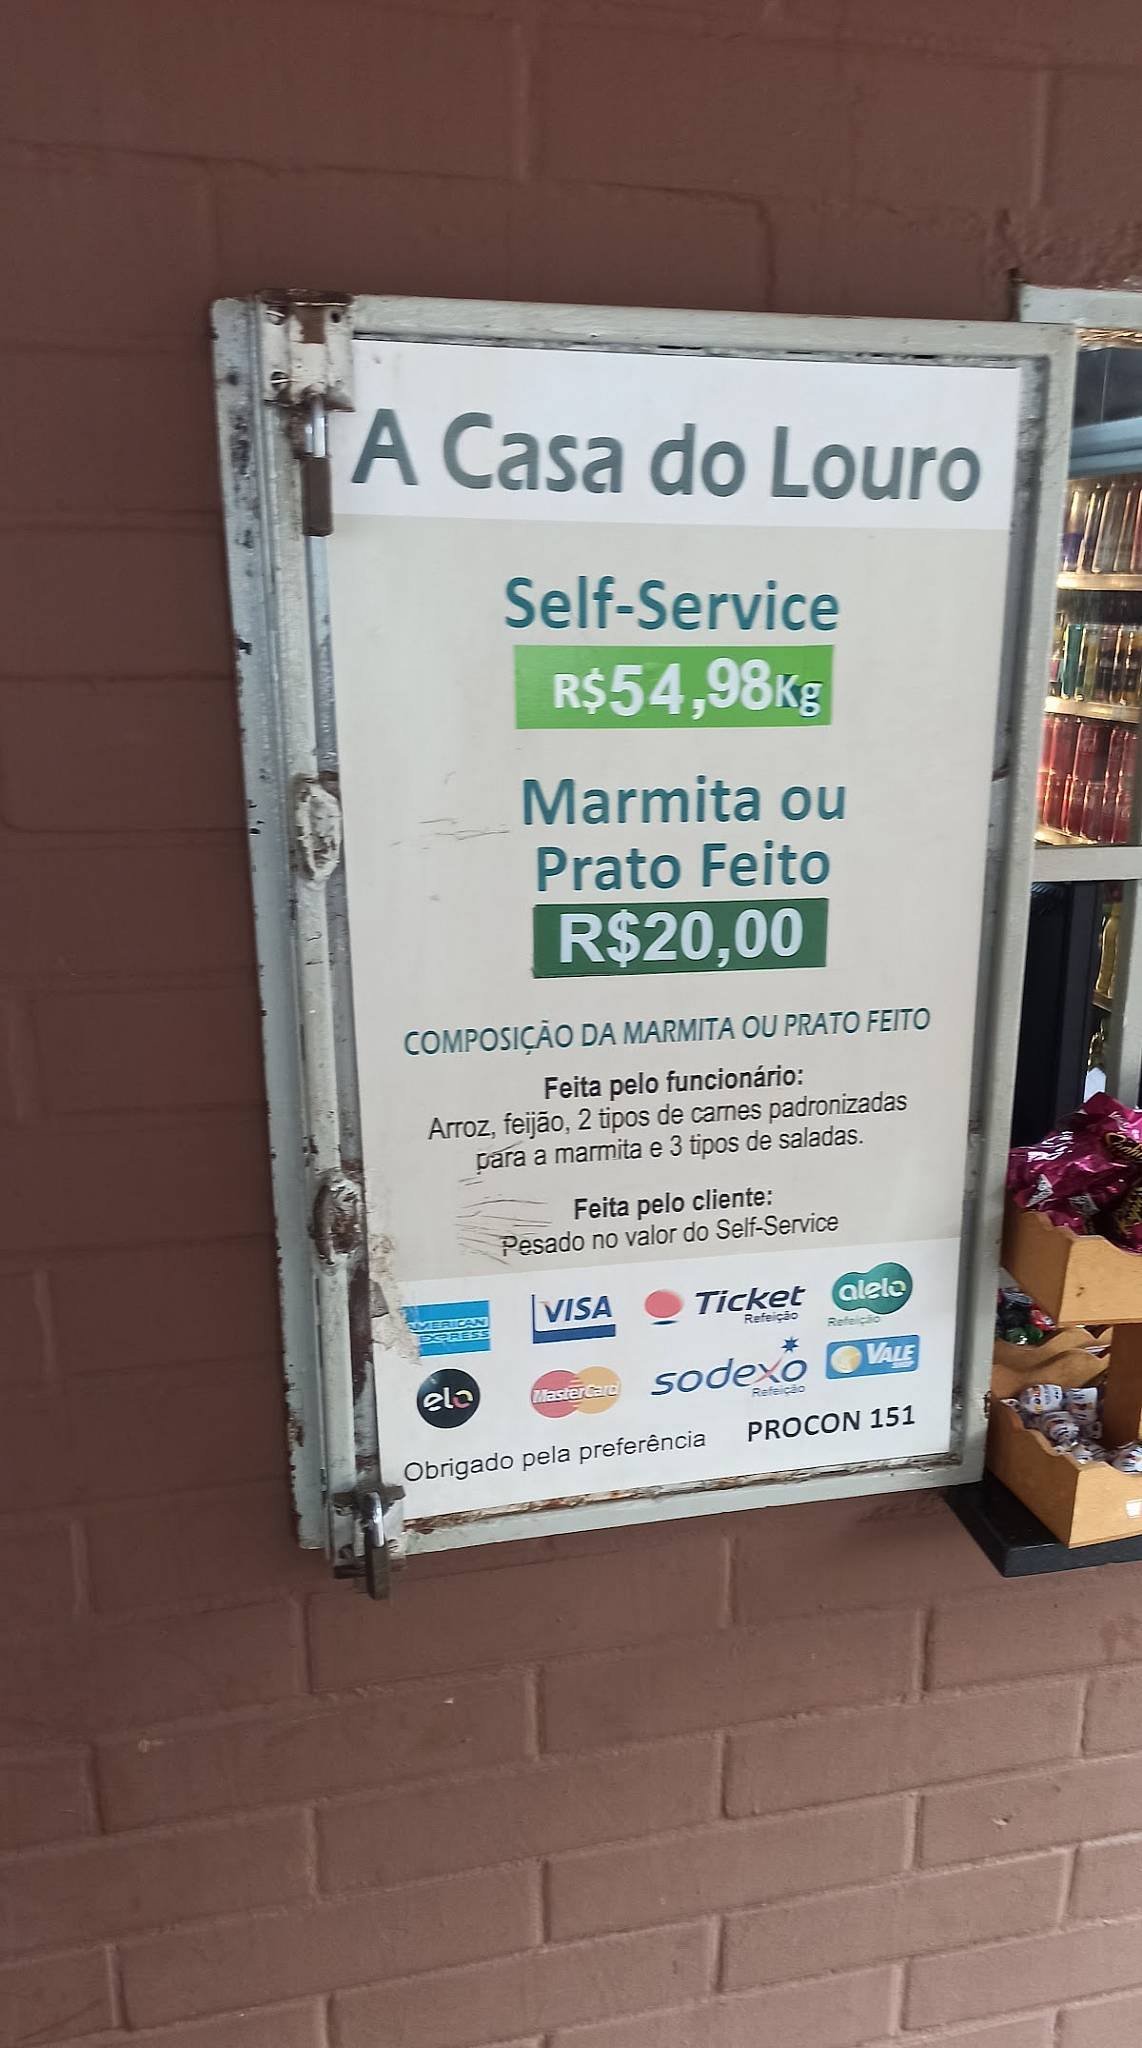 A Casa do Louro
Self-Service
R$54,98Kg
Marmita ou
Prato Feito
R$20,00
COMPOSIÇÃO DA MARMITA OU PRATO FEITO
Feita pelo funcionário:
Arroz, feijão, 2 tipos de carnes padronizadas
para a marmita e 3 tipos de saladas.
Feita pelo cliente:
Pesado no valor do Self-Service
AMERICAN
EXPRESS
VISA
Ticket
Refeição
alelo
Refeição
elo
MasterCard
sodexo
Refeição
VALE
SHOP
Obrigado pela preferência
PROCON 151